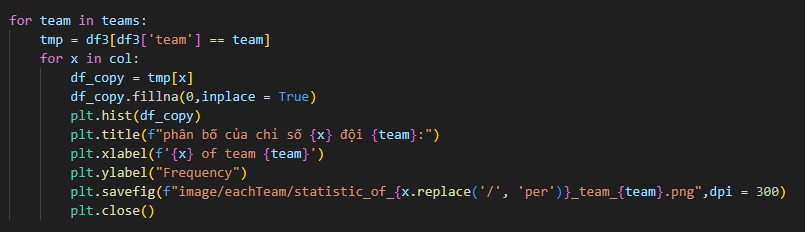 for team in teams:
    tmp = df3[df3['team'] == team]
    for x in col:
        df_copy = tmp[x]
        df_copy.fillna(0,inplace = True)
        plt.hist(df_copy)
        plt.title(f"phân bố của chỉ số {x} đội {team}:")
        plt.xlabel(f'{x} of team {team}')
        plt.ylabel("Frequency")
        plt.savefig(f"image/eachTeam/statistic_of_{x.replace('/', 'per')}_team_{team}.png",dpi = 300)
        plt.close()